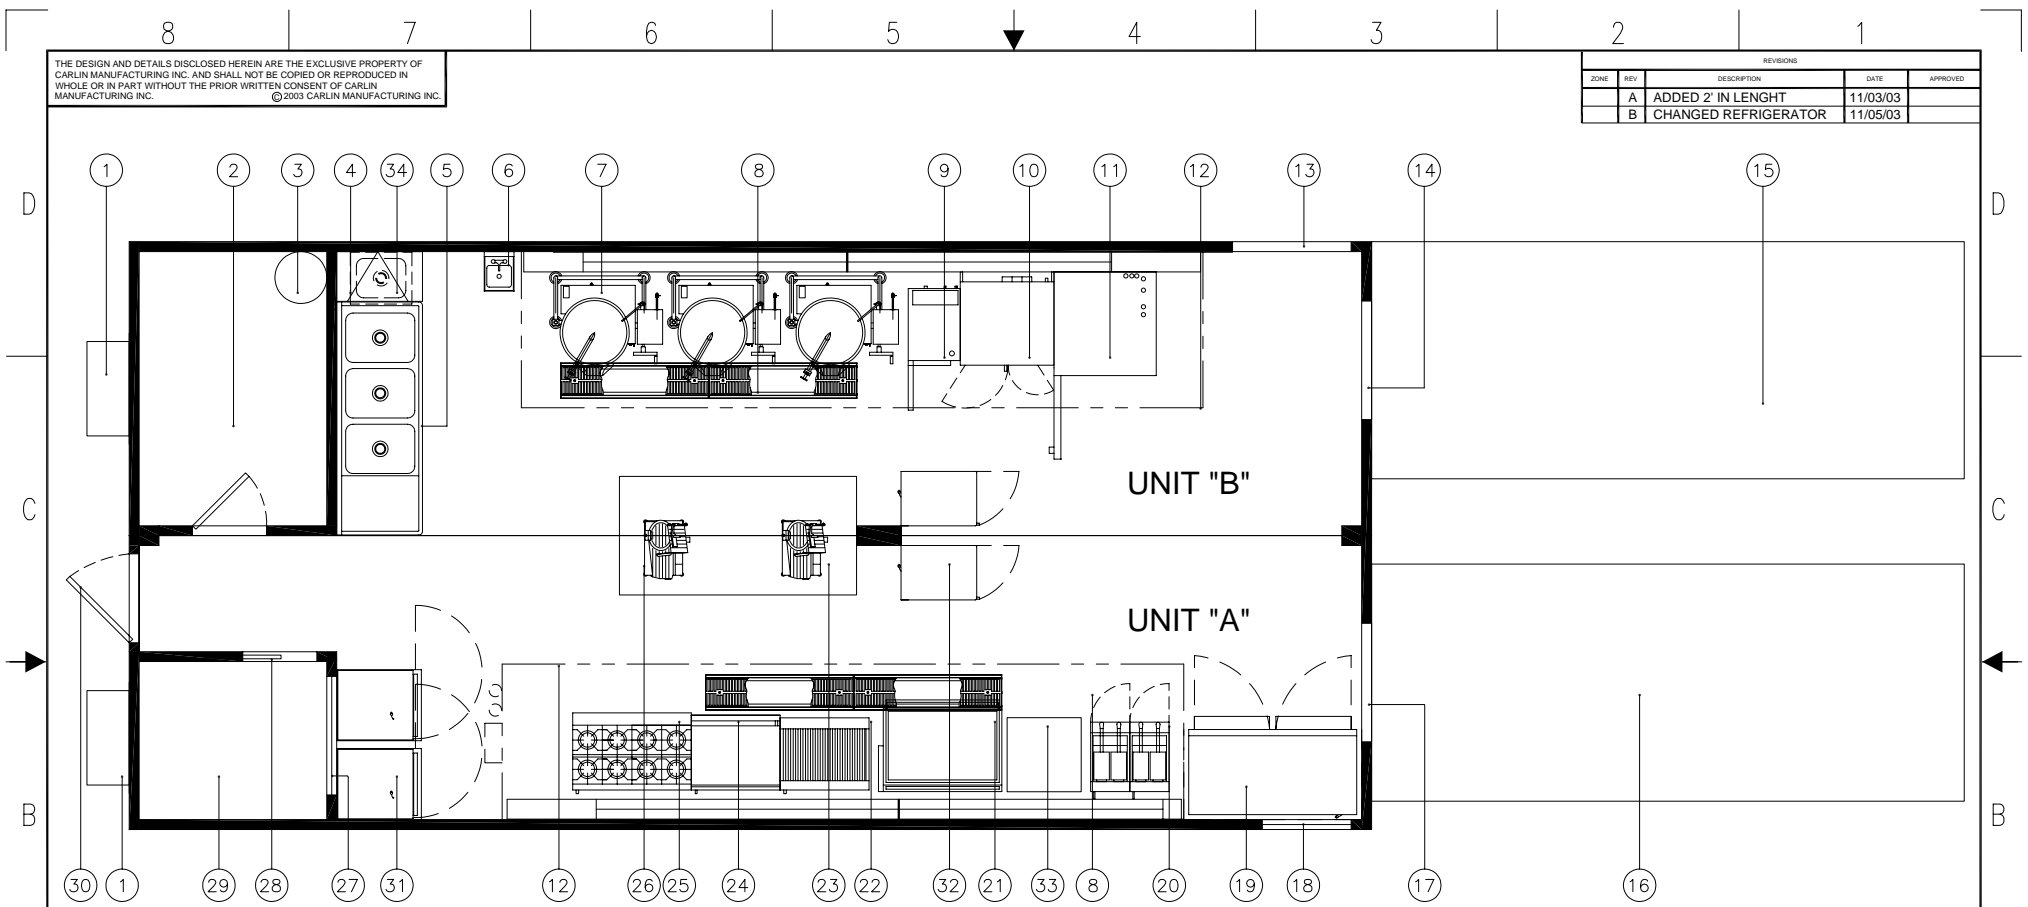 8 7 6 5 4 3 2 1
THE DESIGN AND DETAILS DISCLOSED HEREIN ARE THE EXCLUSIVE PROPERTY OF
CARLIN MANUFACTURING INC. AND SHALL NOT BE COPIED OR REPRODUCED IN
WHOLE OR IN PART WITHOUT THE PRIOR WRITTEN CONSENT OF CARLIN
MANUFACTURING INC. © 2003 CARLIN MANUFACTURING INC.
REVISIONS
ZONE REV DESCRIPTION DATE APPROVED
A ADDED 2' IN LENGHT 11/03/03
B CHANGED REFRIGERATOR 11/05/03
1 2 3 4 34 5 6 7 8 9 10 11 12 13 14 15
D D
UNIT "B"
C C
UNIT "A"
B B
30 1 29 28 27 31 12 26 25 24 23 22 32 21 33 8 20 19 18 17 16